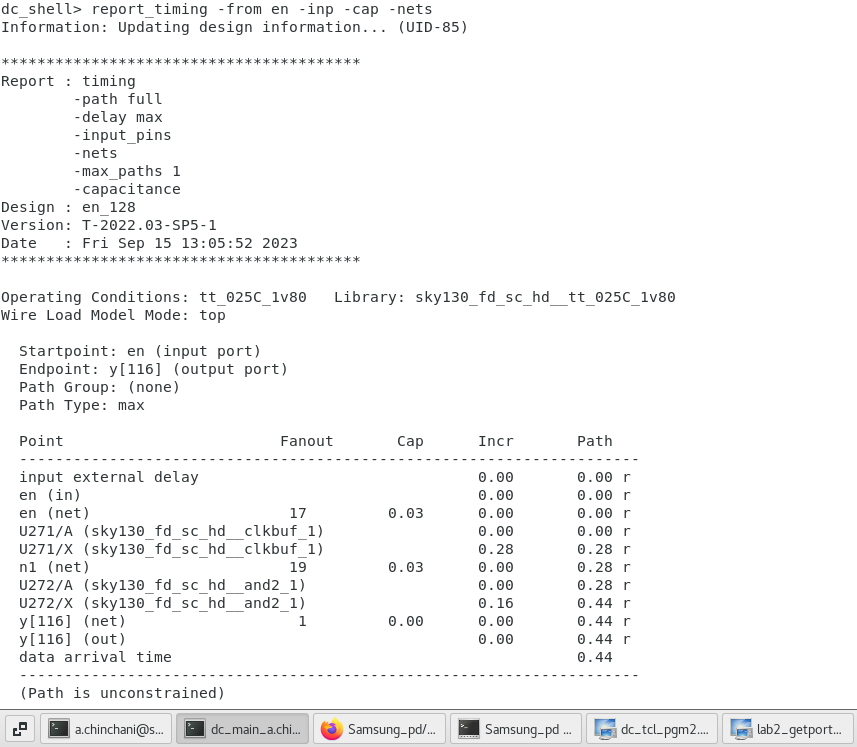 dc_shell> report_timing -from en -inp -cap -nets
Information: Updating design information... (UID-85)
****************************************
Report : timing
-path full
-delay max
-input_pins
-nets
-max_paths 1
-capacitance
Design : en_128
Version: T-2022.03-SP5-1
Date   : Fri Sep 15 13:05:52 2023
****************************************
Operating Conditions: tt_025C_1v80   Library: sky130_fd_sc_hd__tt_025C_1v80
Wire Load Model Mode: top
Startpoint: en (input port)
Endpoint: y[116] (output port)
Path Group: (none)
Path Type: max
Point                        Fanout       Cap      Incr       Path
---------------------------------------------------------------------
input external delay                               0.00       0.00 r
en (in)                                            0.00       0.00 r
en (net)                      17         0.03      0.00       0.00 r
U271/A (sky130_fd_sc_hd__clkbuf_1)                 0.00       0.00 r
U271/X (sky130_fd_sc_hd__clkbuf_1)                 0.28       0.28 r
n1 (net)                      19         0.03      0.00       0.28 r
U272/A (sky130_fd_sc_hd__and2_1)                   0.00       0.28 r
U272/X (sky130_fd_sc_hd__and2_1)                   0.16       0.44 r
y[116] (net)                   1         0.00      0.00       0.44 r
y[116] (out)                                       0.00       0.44 r
data arrival time                                             0.44
---------------------------------------------------------------------
(Path is unconstrained)
a.chinchani@s... dc_main_a.chi... Samsung_pd/... Samsung_pd ... dc_tcl_pgm2.... lab2_getport...